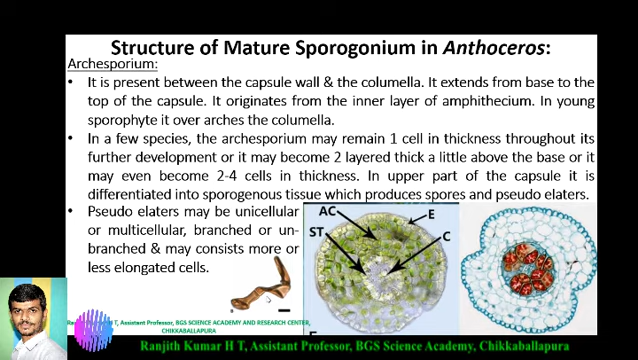 Structure of Mature Sporogonium in Anthoceros:
Archesporium:
• It is present between the capsule wall & the columella. It extends from base to the
top of the capsule. It originates from the inner layer of amphithecium. In young
sporophyte it over arches the columella.
• In a few species, the archesporium may remain 1 cell in thickness throughout its
further development or it may become 2 layered thick a little above the base or it
may even become 2-4 cells in thickness. In upper part of the capsule it is
differentiated into sporogenous tissue which produces spores and pseudo elaters.
• Pseudo elaters may be unicellular
or multicellular, branched or un-
branched & may consists more or
less elongated cells.
AC
E
ST
C
T, Assistant Professor, BGS SCIENCE ACADEMY AND RESEARCH CENTER,
CHIKKABALLAPURA
Ranjith Kumar H T, Assistant Professor, BGS Science Academy, Chikkaballapura